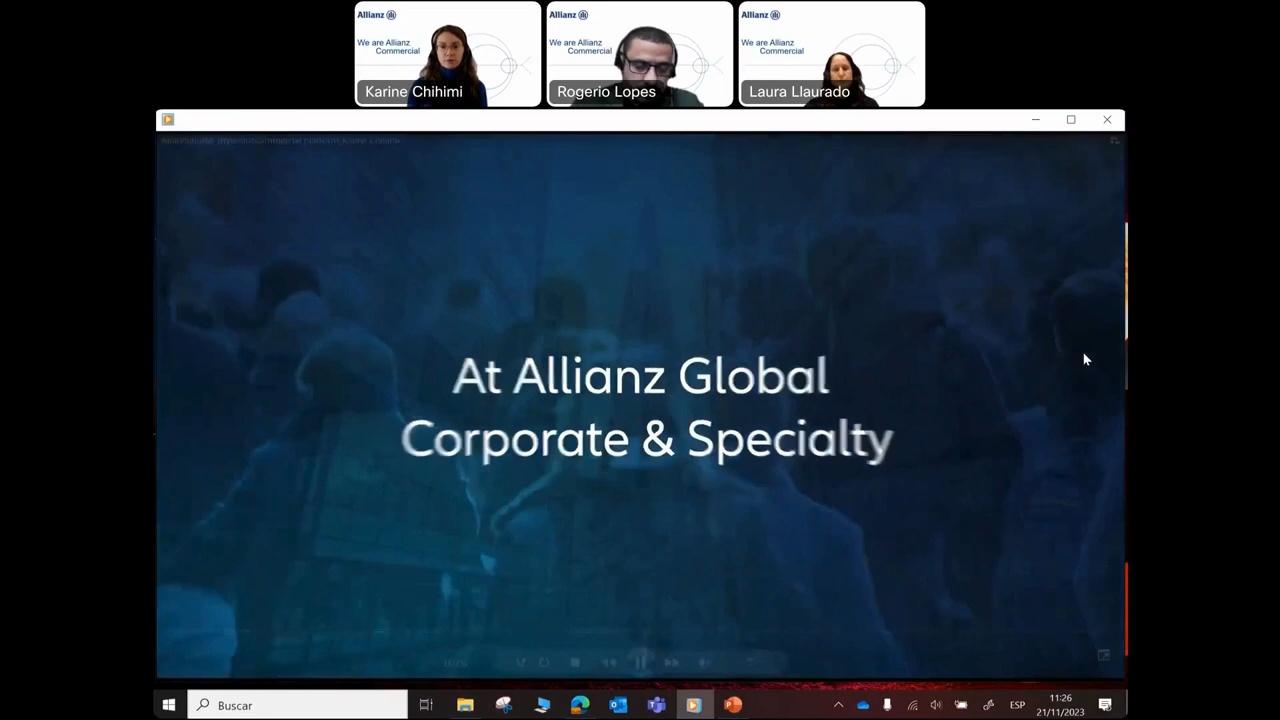 Allianz
We are Allianz
Commercial
Karine Chihimi
Allianz
We are Allianz
Commercial
Rogerio Lopes
Allianz
We are Allianz
Commercial
Laura Llaurado
At Allianz Global
Corporate & Specialty
Buscar
ESP
11:26
21/11/2023